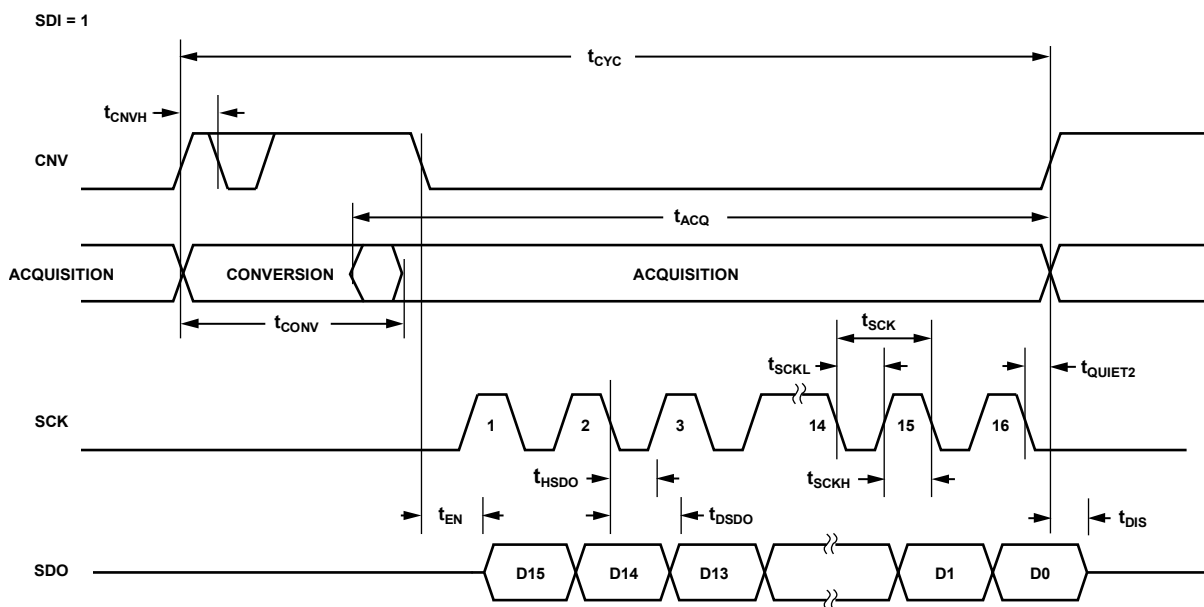 SDI = 1
tCYC
tCNVH
CNV
tACQ
ACQUISITION
CONVERSION
ACQUISITION
tCONV
tSCK
tSCKL
tQUIET2
SCK
1
2
3
14
15
16
tHSDO
tSCKH
tEN
tDSDO
tDIS
SDO
D15
D14
D13
D1
D0